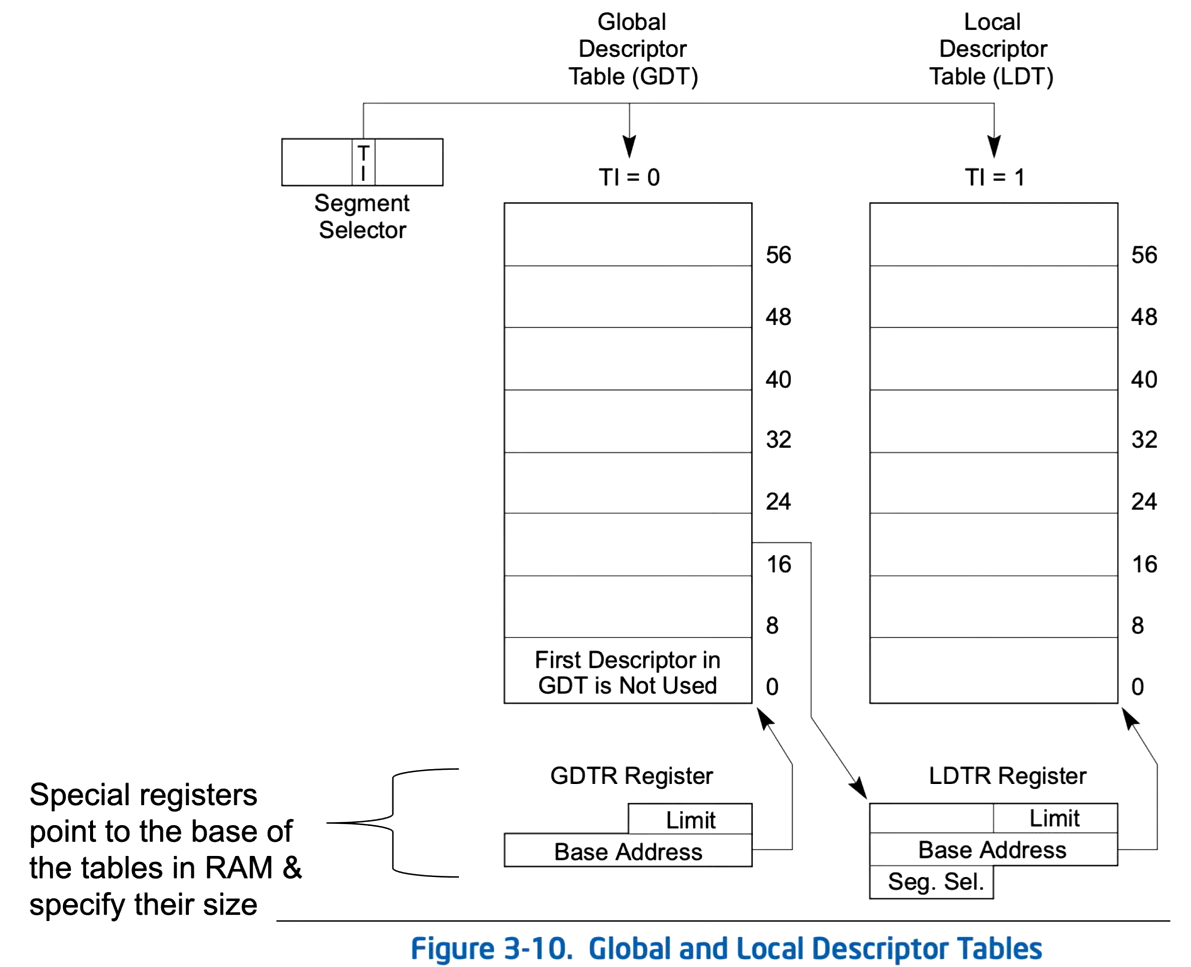 Global
Descriptor
Table (GDT)
Local
Descriptor
Table (LDT)
T
I
Segment
Selector
TI = 0
TI = 1
56
48
40
32
24
16
8
0
First Descriptor in
GDT is Not Used
56
48
40
32
24
16
8
0
Special registers
point to the base of
the tables in RAM &
specify their size
GDTR Register
Limit
Base Address
LDTR Register
Limit
Base Address
Seg. Sel.
Figure 3-10. Global and Local Descriptor Tables